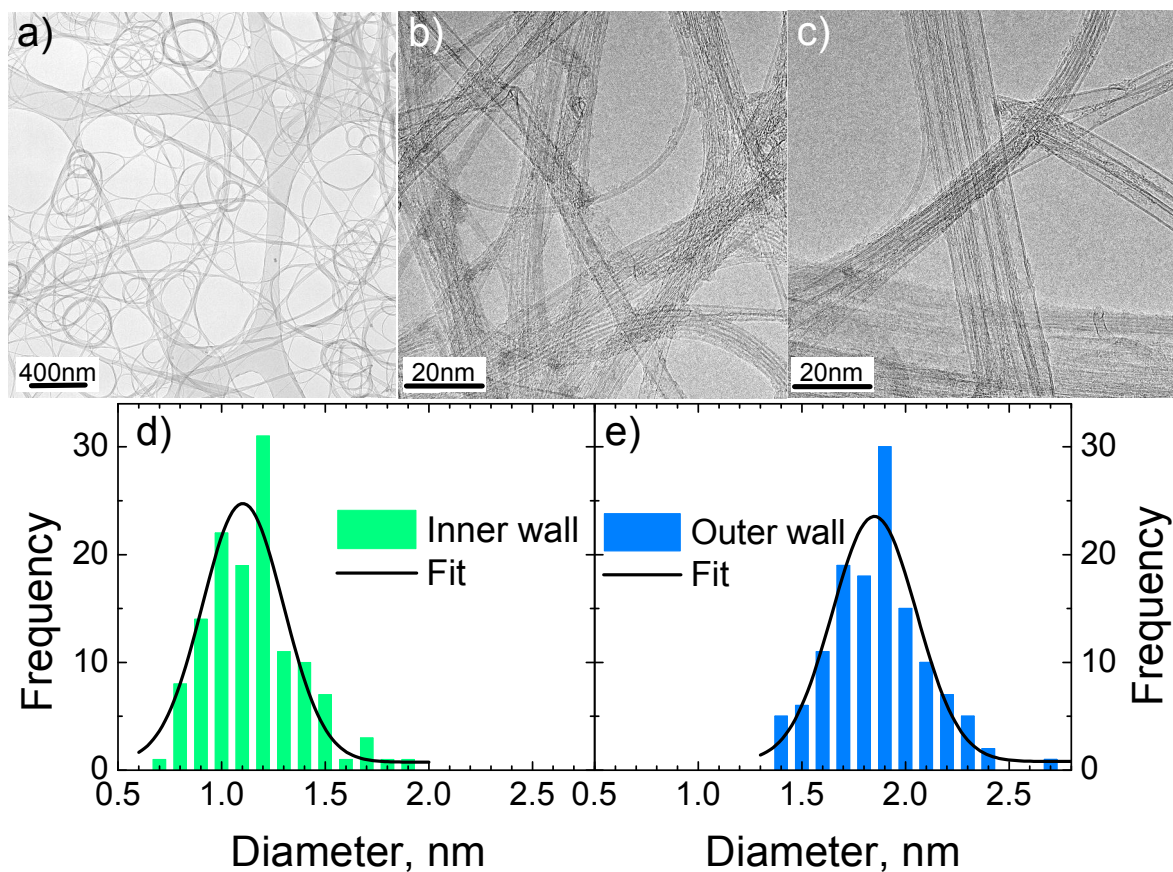 a)
b)
c)
400nm
20nm
20nm
d)
e)
30
20
10
0
Frequency
Inner wall
Fit
Outer wall
Fit
30
20
10
0
Frequency
0.5 1.0 1.5 2.0 2.5
0.5 1.0 1.5 2.0 2.5
Diameter, nm
Diameter, nm